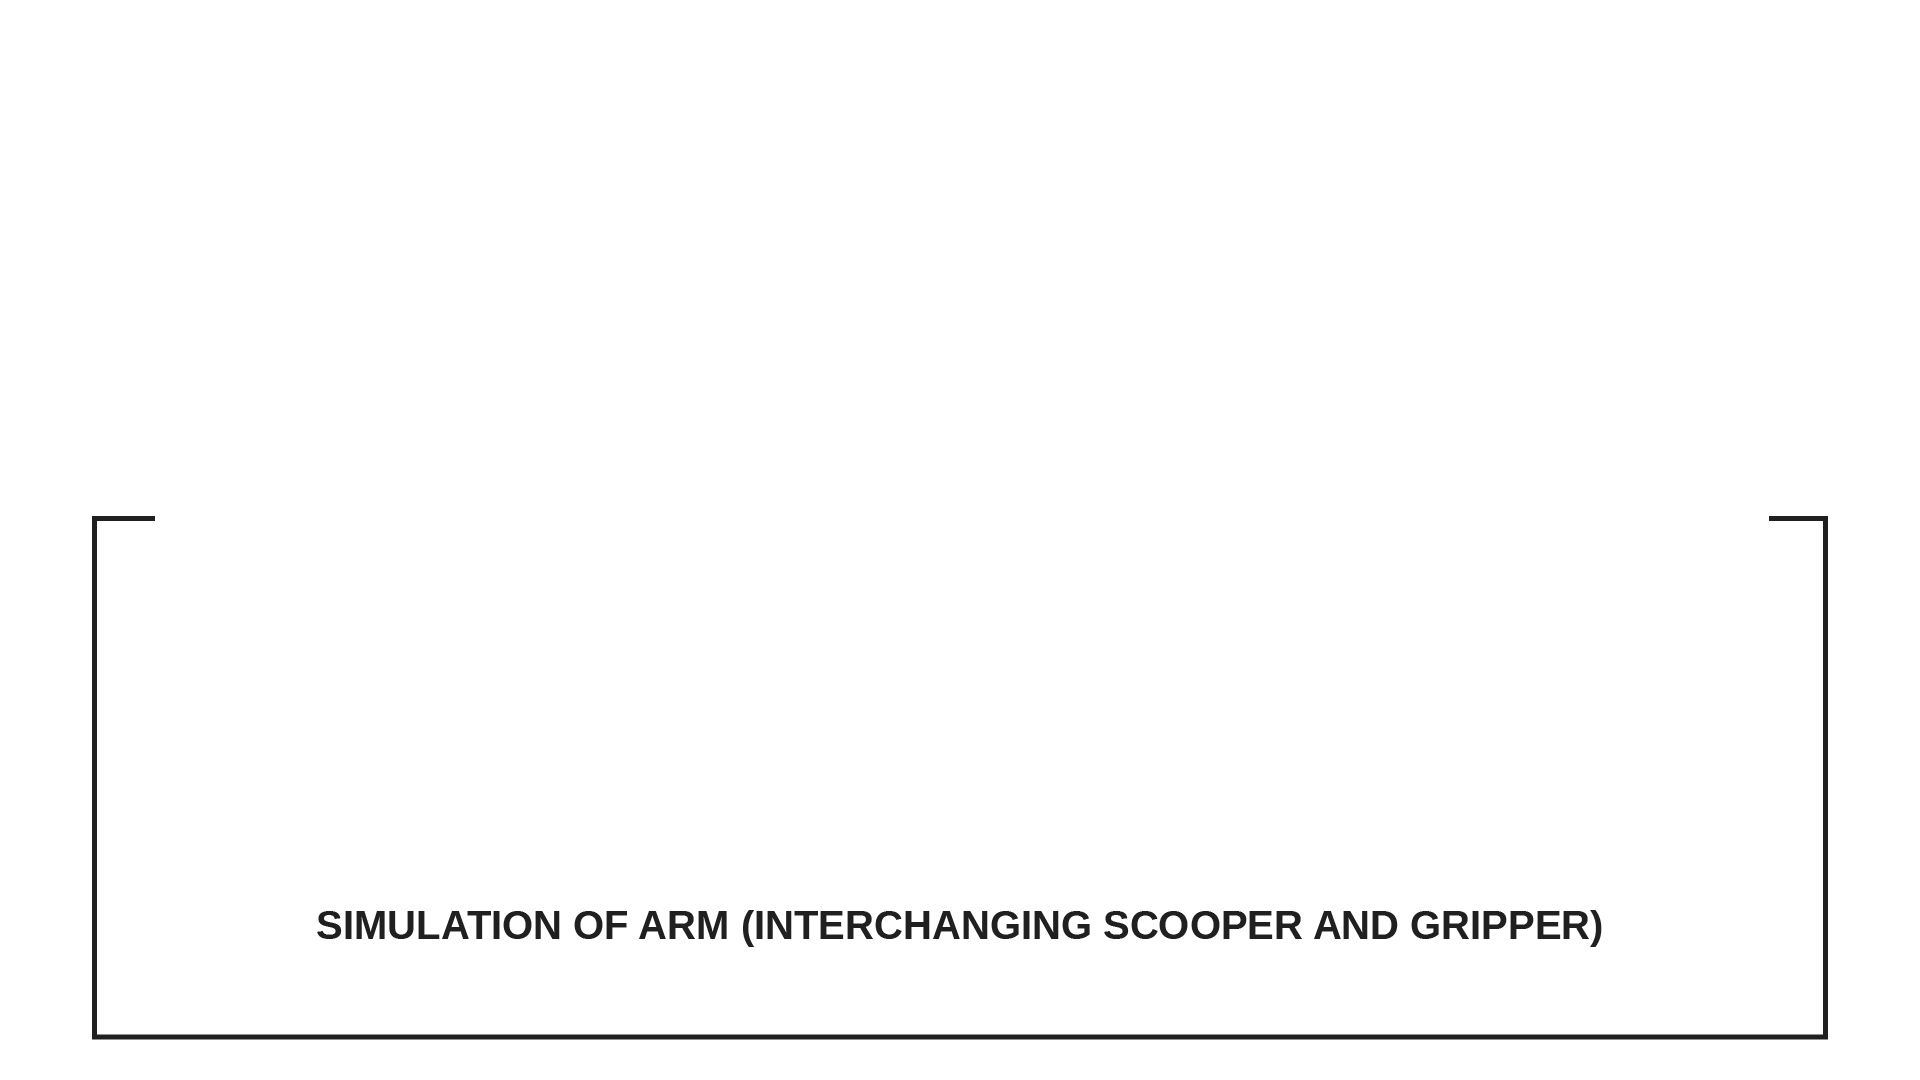 SIMULATION OF ARM (INTERCHANGING SCOOPER AND GRIPPER)